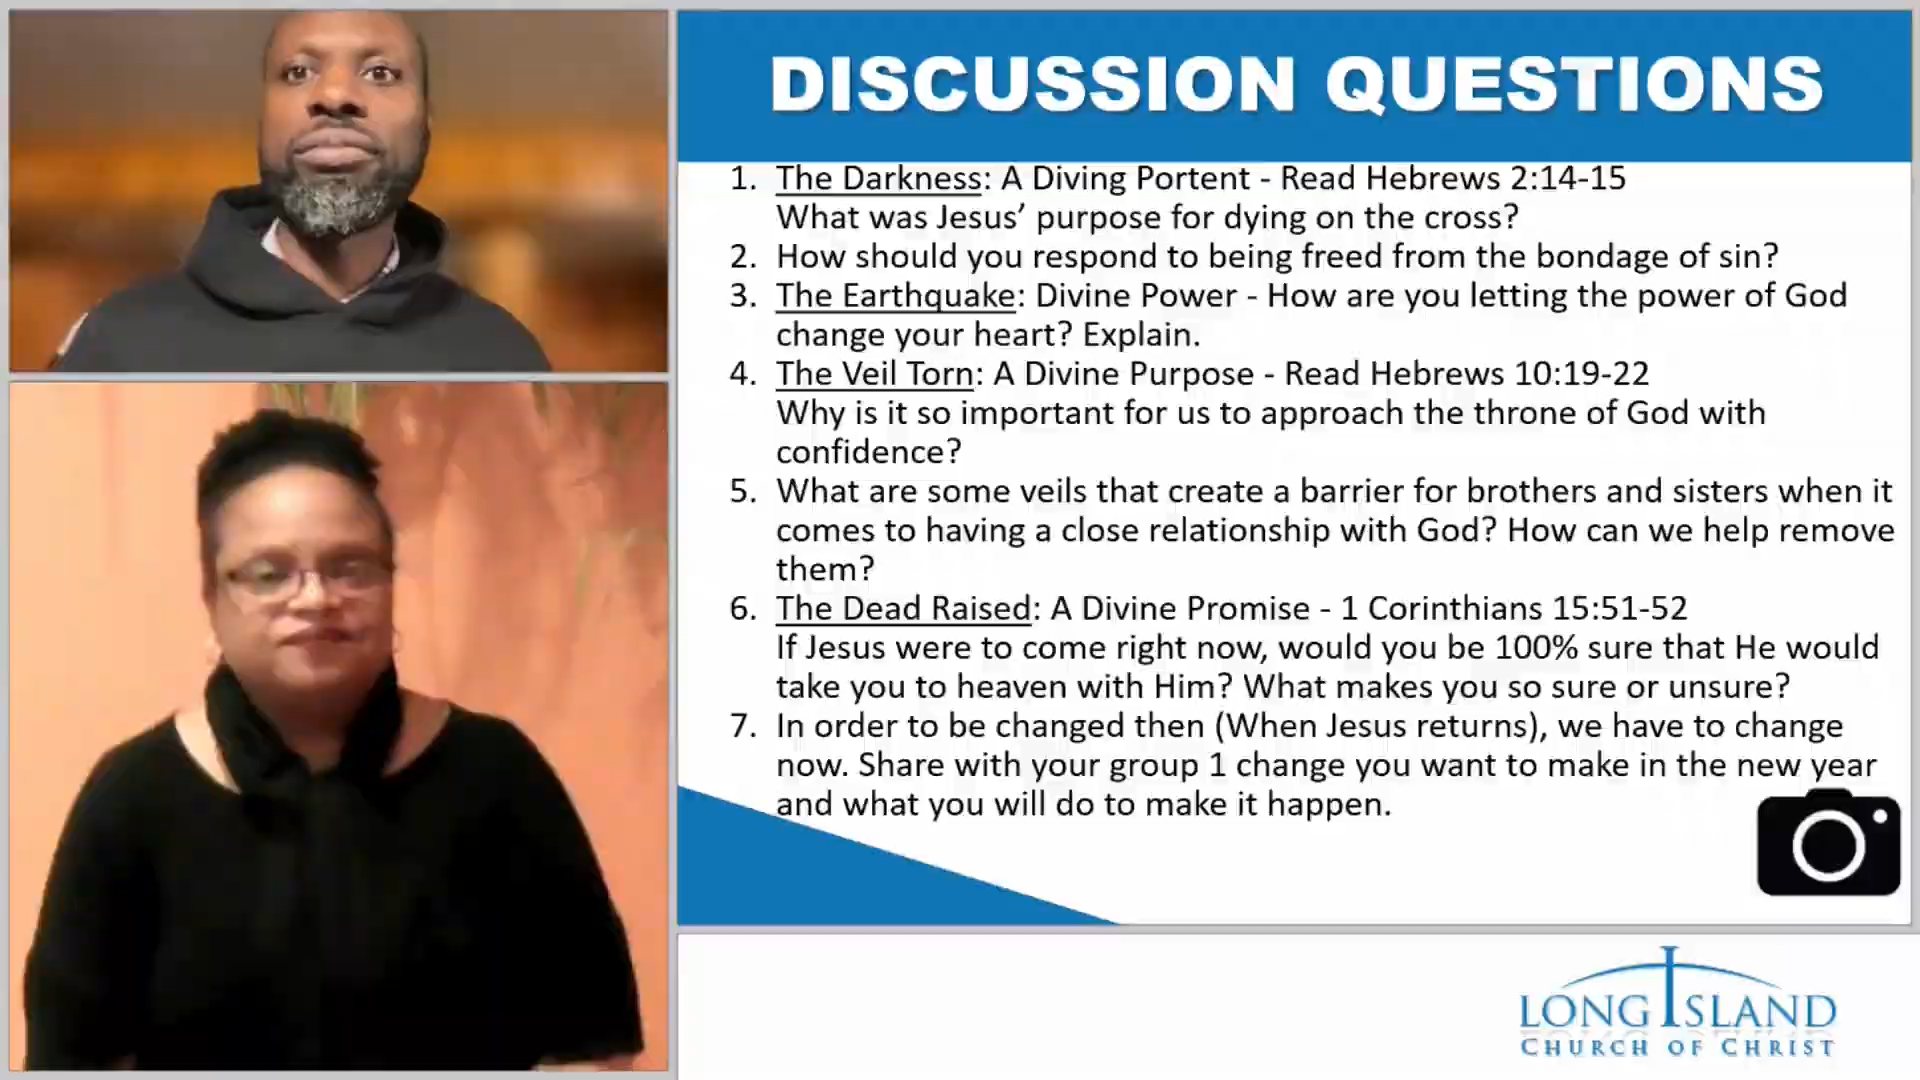 DISCUSSION QUESTIONS
1. The Darkness: A Diving Portent - Read Hebrews 2:14-15
What was Jesus’ purpose for dying on the cross?
2. How should you respond to being freed from the bondage of sin?
3. The Earthquake: Divine Power - How are you letting the power of God
change your heart? Explain.
4. The Veil Torn: A Divine Purpose - Read Hebrews 10:19-22
Why is it so important for us to approach the throne of God with
confidence?
5. What are some veils that create a barrier for brothers and sisters when it
comes to having a close relationship with God? How can we help remove
them?
6. The Dead Raised: A Divine Promise - 1 Corinthians 15:51-52
If Jesus were to come right now, would you be 100% sure that He would
take you to heaven with Him? What makes you so sure or unsure?
7. In order to be changed then (When Jesus returns), we have to change
now. Share with your group 1 change you want to make in the new year
and what you will do to make it happen.
LONG ISLAND
CHURCH OF CHRIST